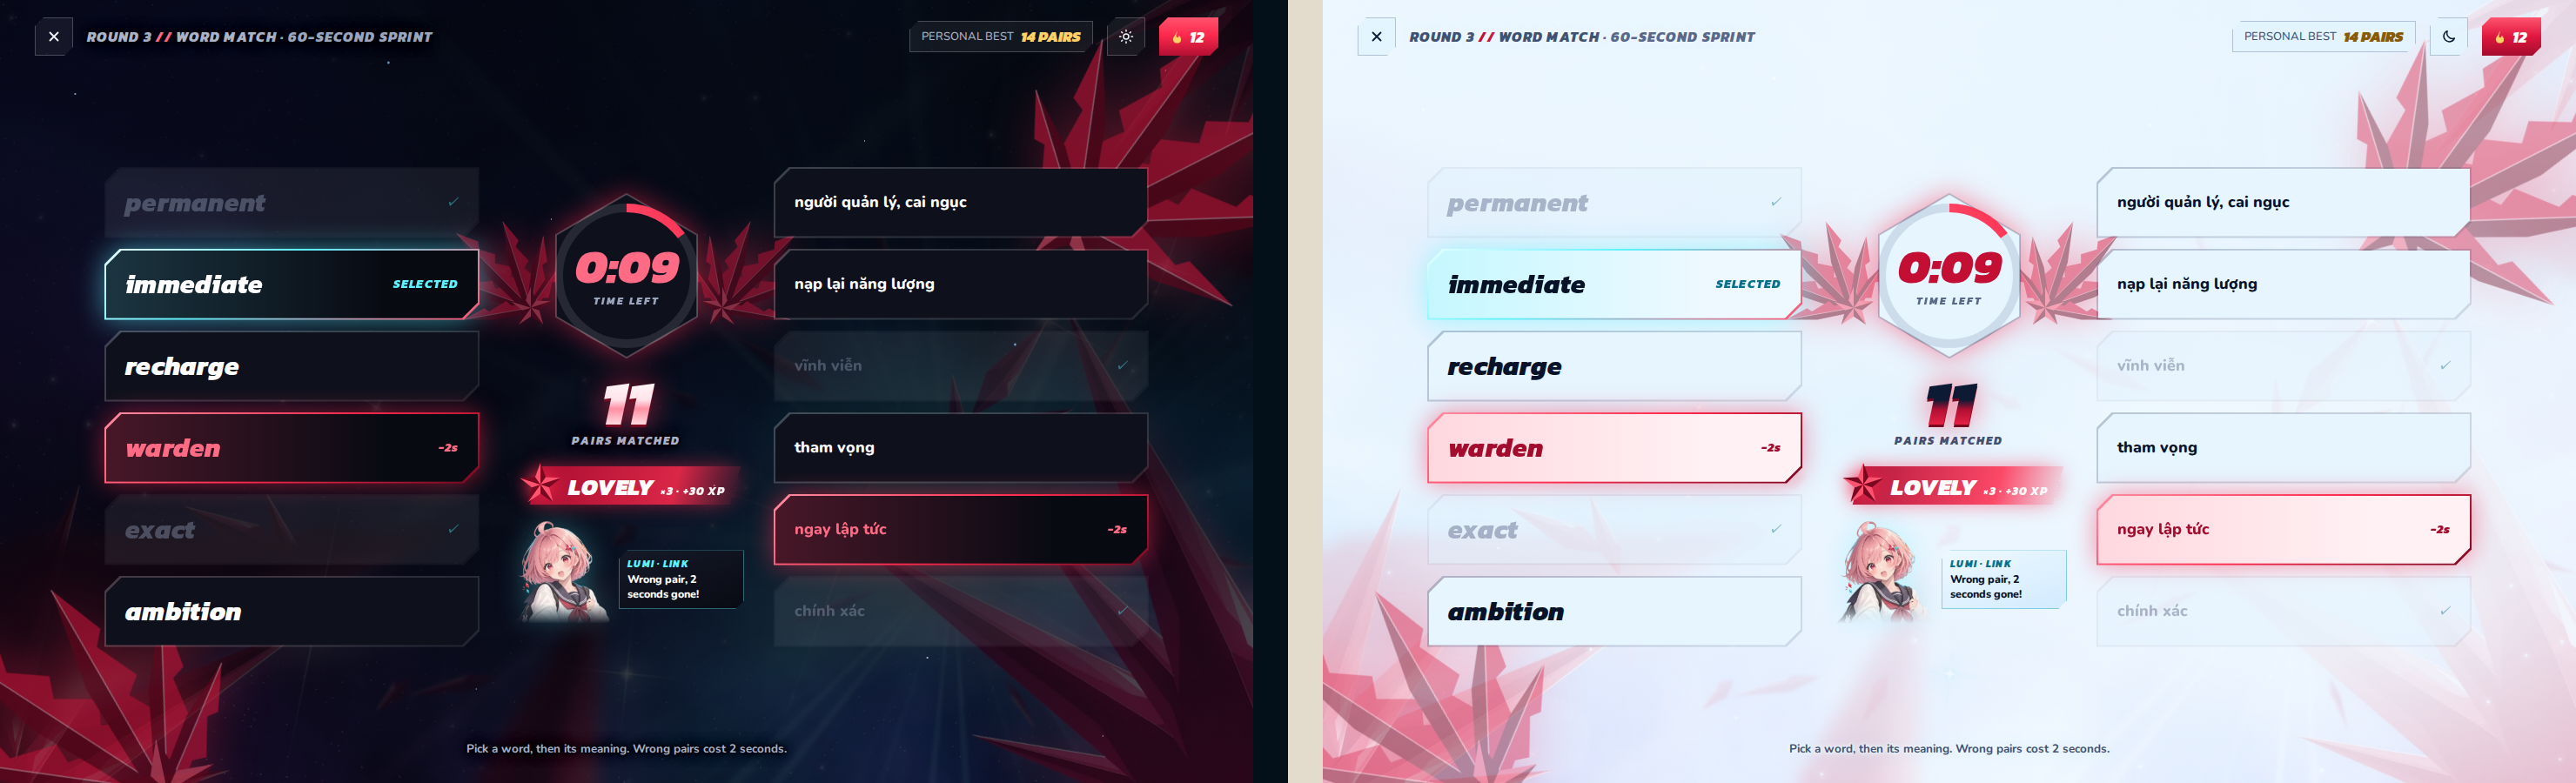 ROUND 3 // WORD MATCH · 60-SECOND SPRINT
PERSONAL BEST 14 PAIRS
12
permanent ✓
immediate SELECTED
recharge
warden -2s
exact ✓
ambition
0:09
TIME LEFT
11
PAIRS MATCHED
LOVELY ×3 · +30 XP
LUMI · LINK
Wrong pair, 2
seconds gone!
người quản lý, cai ngục
nạp lại năng lượng
vĩnh viễn ✓
tham vọng
ngay lập tức -2s
chính xác ✓
Pick a word, then its meaning. Wrong pairs cost 2 seconds.
ROUND 3 // WORD MATCH · 60-SECOND SPRINT
PERSONAL BEST 14 PAIRS
12
permanent ✓
immediate SELECTED
recharge
warden -2s
exact ✓
ambition
0:09
TIME LEFT
11
PAIRS MATCHED
LOVELY ×3 · +30 XP
LUMI · LINK
Wrong pair, 2
seconds gone!
người quản lý, cai ngục
nạp lại năng lượng
vĩnh viễn ✓
tham vọng
ngay lập tức -2s
chính xác ✓
Pick a word, then its meaning. Wrong pairs cost 2 seconds.